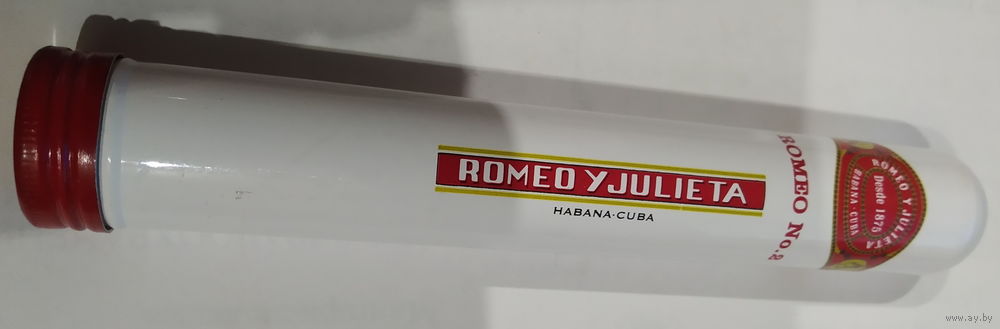 ROMEO Y JULIETA
HABANA·CUBA
ROMEO No.2
ROMEO Y JULIETA
Desde 1875
HABANA · CUBA
www.ay.by